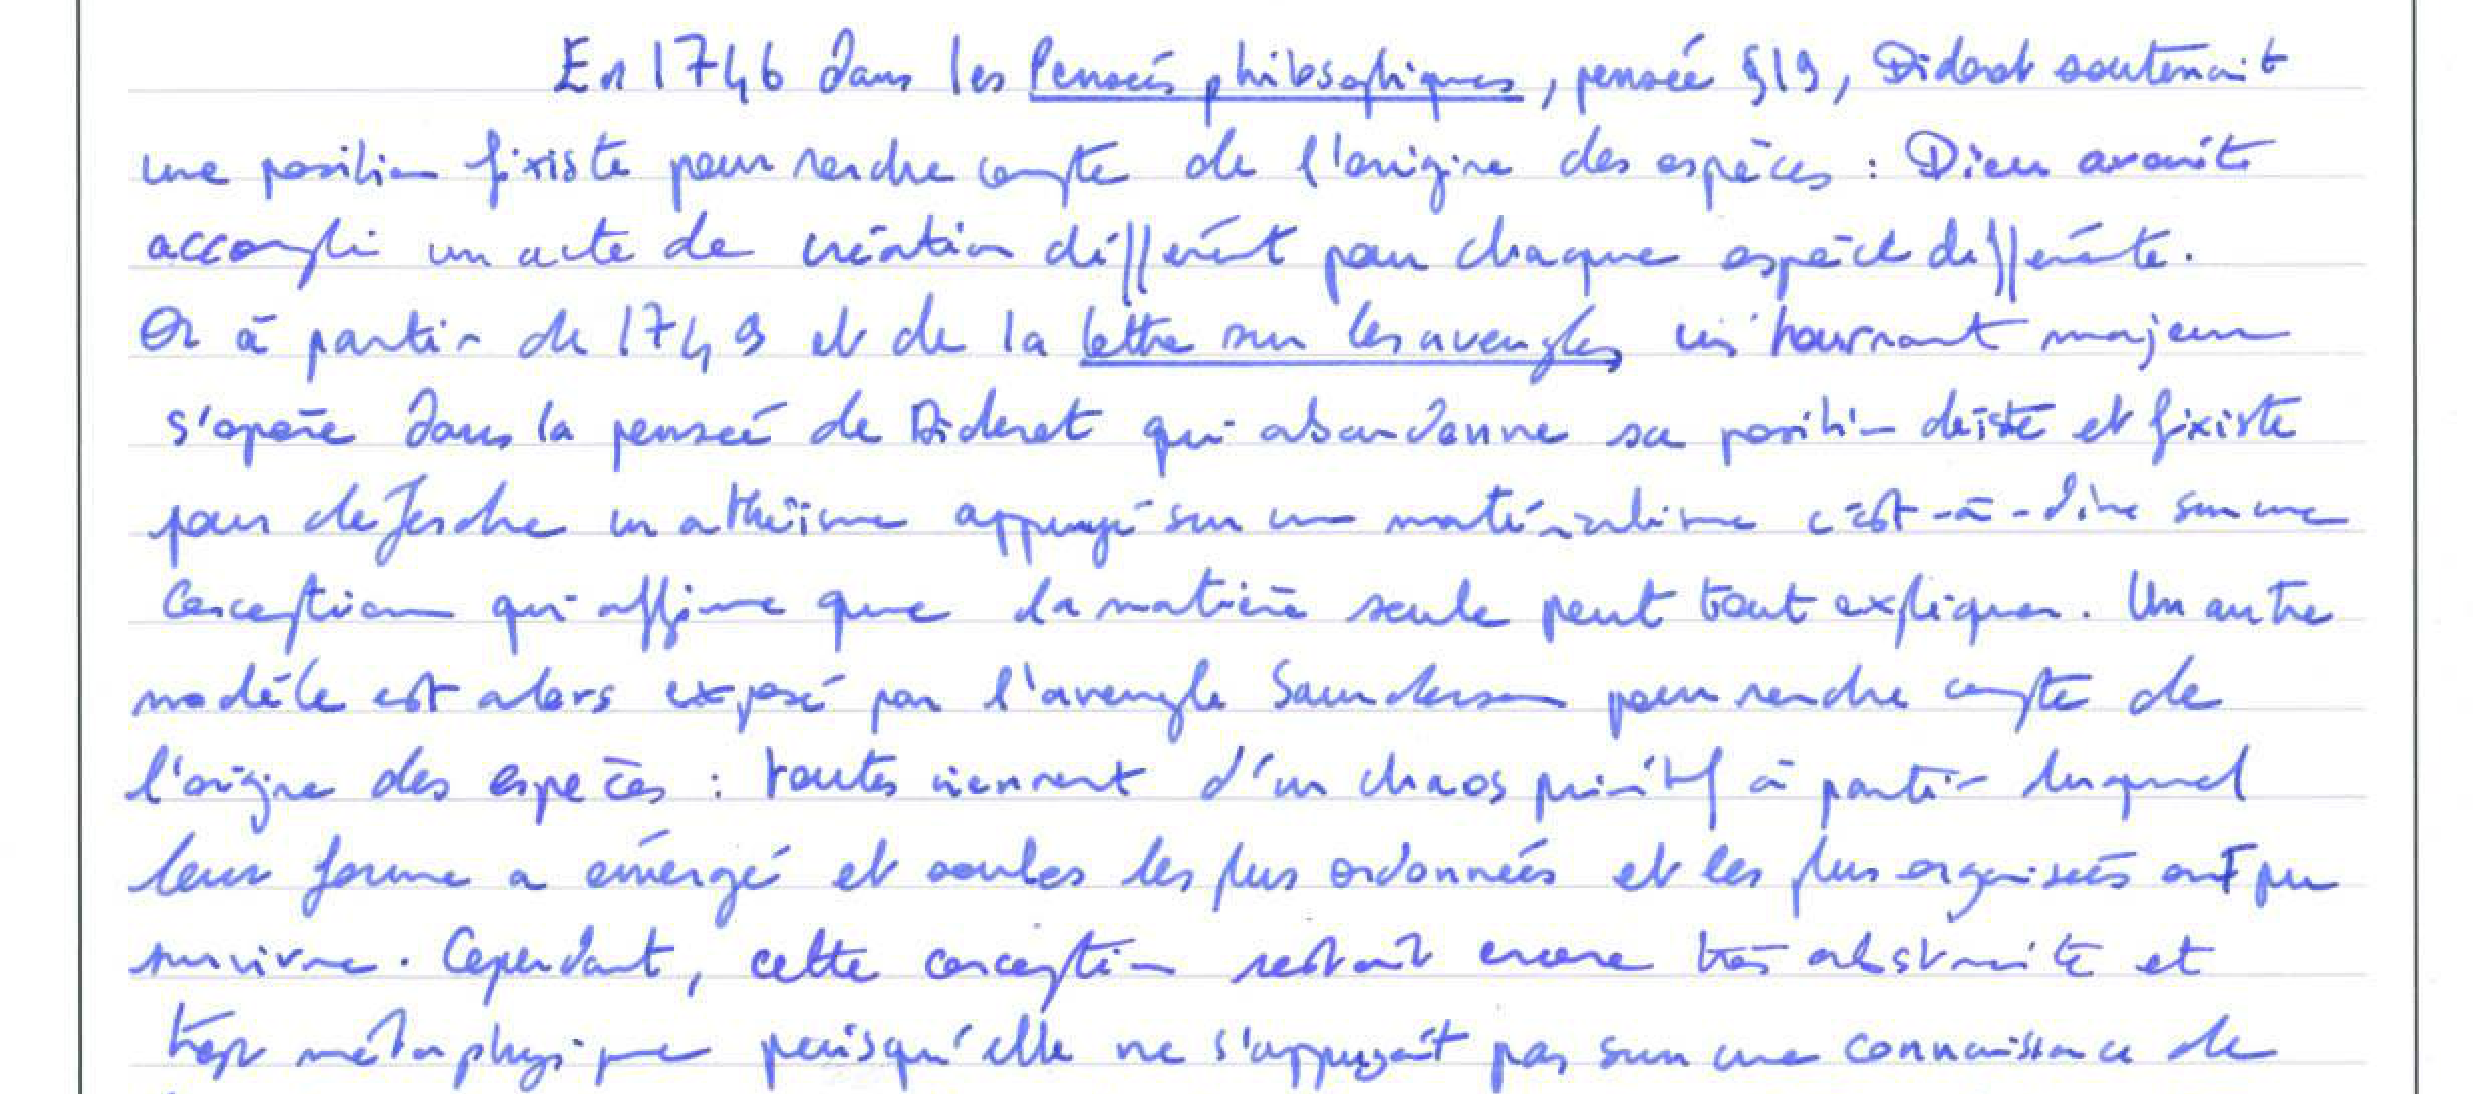 En 1746 dans les Pensées philosophiques, pensée §19, Diderot soutenait
une position fixiste pour rendre compte de l'origine des espèces : Dieu avait
accompli un acte de création différent pour chaque espèce différente.
Or à partir de 1749 et de la lettre sur les aveugles un tournant majeur
s'opère dans la pensée de Diderot qui abandonne sa position déiste et fixiste
pour défendre un athéisme appuyé sur un matérialisme c'est-à-dire sur une
conception qui affirme que la matière seule peut tout expliquer. Un autre
modèle est alors exposé par l'aveugle Saunderson pour rendre compte de
l'origine des espèces : toutes viennent d'un chaos primitif à partir duquel
leur forme a émergé et seules les plus ordonnées et les plus organisées ont pu
survivre. Cependant, cette conception restait encore très abstraite et
trop métaphysique puisqu'elle ne s'appuyait pas sur une connaissance de